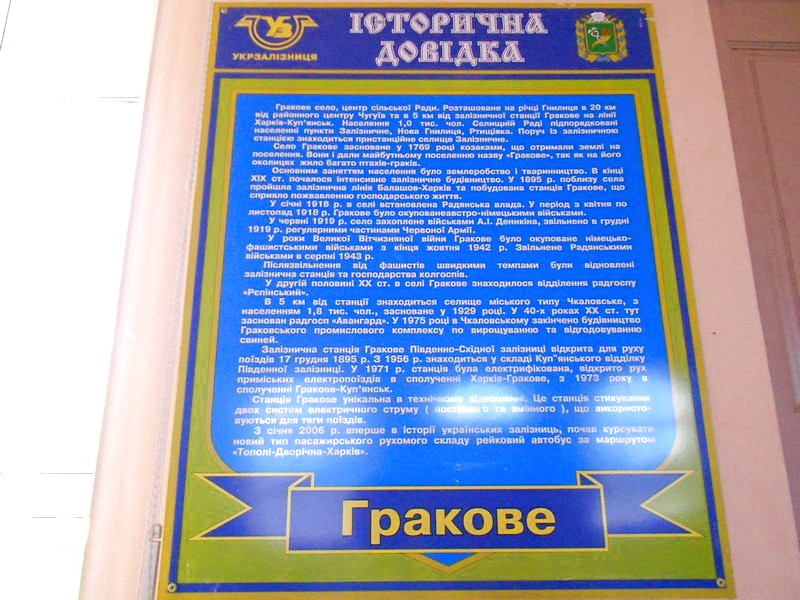 УКРЗАЛІЗНИЦЯ
ІСТОРИЧНА
ДОВІДКА
Гракове село, центр сільської Ради. Розташоване на річці Гнилиця в 20 км
від районного центру Чугуїв та в 5 км від залізничної станції Гракове на лінії
Харків-Куп'янськ. Населення 1,0 тис. чол. Селищній Раді підпорядковані
населенні пункти Залізничне, Нова Гнилиця, Ртищівка. Поруч із залізничною
станцією знаходиться пристанційне селище Залізничне.
Село Гракове засноване у 1769 році козаками, що отримали землі на
поселення. Вони і дали майбутньому поселенню назву «Гракове», так як на його
околицях жило багато птахів-граків.
Основним заняттям населення було землеробство і тваринництво. В кінці
XIX ст. почалося інтенсивне залізничне будівництво. У 1895 р. поблизу села
пройшла залізнична лінія Балашов-Харків та побудована станція Гракове, що
сприяло пожвавленню господарського життя.
У січні 1918 р. в селі встановлена Радянська влада. У період з квітня по
листопад 1918 р. Гракове було окупованеавстро-німецькими військами.
У червні 1919 р. село захоплене військами А.І. Денікіна, звільнено в грудні
1919 р. регулярними частинами Червоної Армії.
У роки Великої Вітчизняної війни Гракове було окуповано німецько-
фашистськими військами з кінця жовтня 1942 р. Звільнене Радянськими
військами в серпні 1943 р.
Післязвільнення від фашистів швидкими темпами були відновлені
залізнична станція та господарства колгоспів.
У другій половині XX ст. в селі Гракове знаходилося відділення радгоспу
«Рєпінський».
В 5 км від станції знаходиться селище міського типу Чкаловське, з
населенням 1,8 тис. чол., засноване у 1929 році. У 40-х роках XX ст. тут
заснован радгосп «Авангард». У 1975 році в Чкаловському закінчено будівництво
Граковського промислового комплексу по вирощуванню та відгодовуванню
свиней.
Залізнична станція Гракове Південно-Східної залізниці відкрита для руху
поїздів 17 грудня 1895 р. З 1956 р. знаходиться у складі Куп"янського відділку
Південної залізниці. У 1971 р. станція була електрифікована, відкрито рух
приміських електропоїздів в сполученні Харків-Гракове, з 1973 року в
сполученні Гракове-Куп'янськ.
Станція Гракове унікальна в технічному відношенні. Це станція стикування
двох систем електричного струму ( постійного та змінного ), що використо-
вуються для тяги поїздів.
З січня 2006 р. вперше в історії українських залізниць, почав курсувати
новий тип пасажирського рухомого складу рейковий автобус за маршрутом
«Тополі-Дворічна-Харків».
Гракове